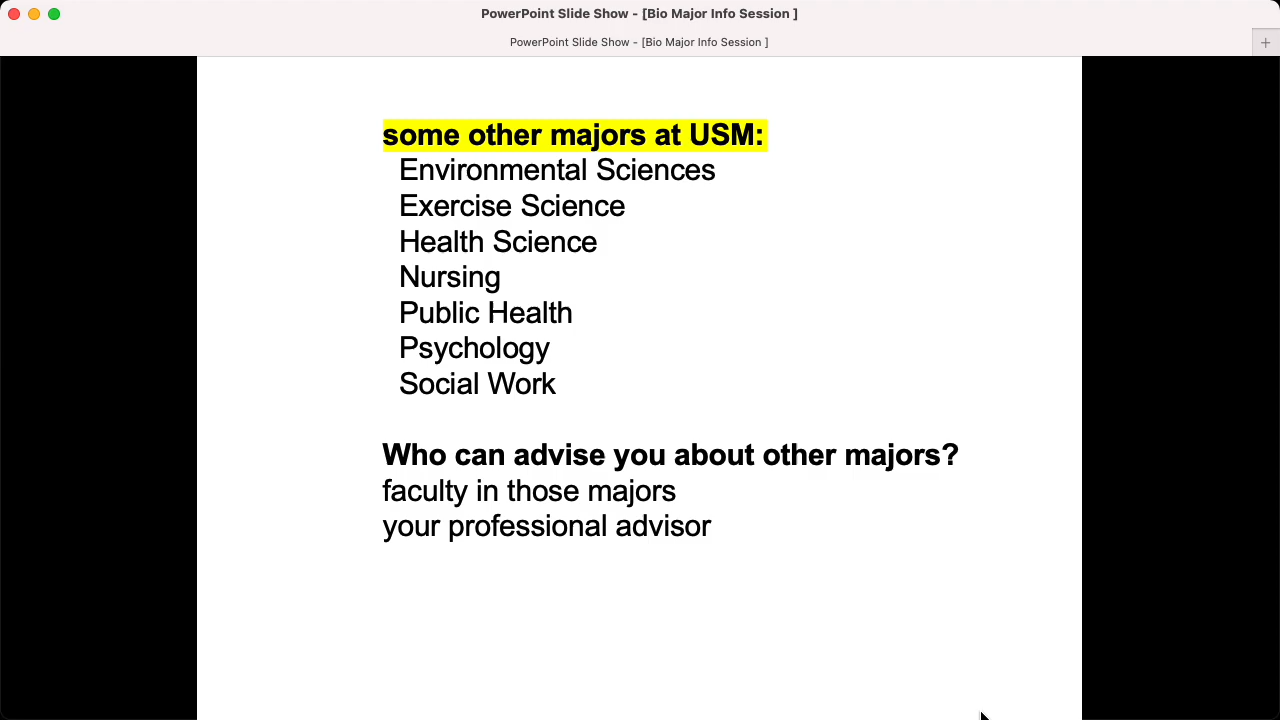 PowerPoint Slide Show - [Bio Major Info Session ]
PowerPoint Slide Show - [Bio Major Info Session ]
+
some other majors at USM:
Environmental Sciences
Exercise Science
Health Science
Nursing
Public Health
Psychology
Social Work
Who can advise you about other majors?
faculty in those majors
your professional advisor